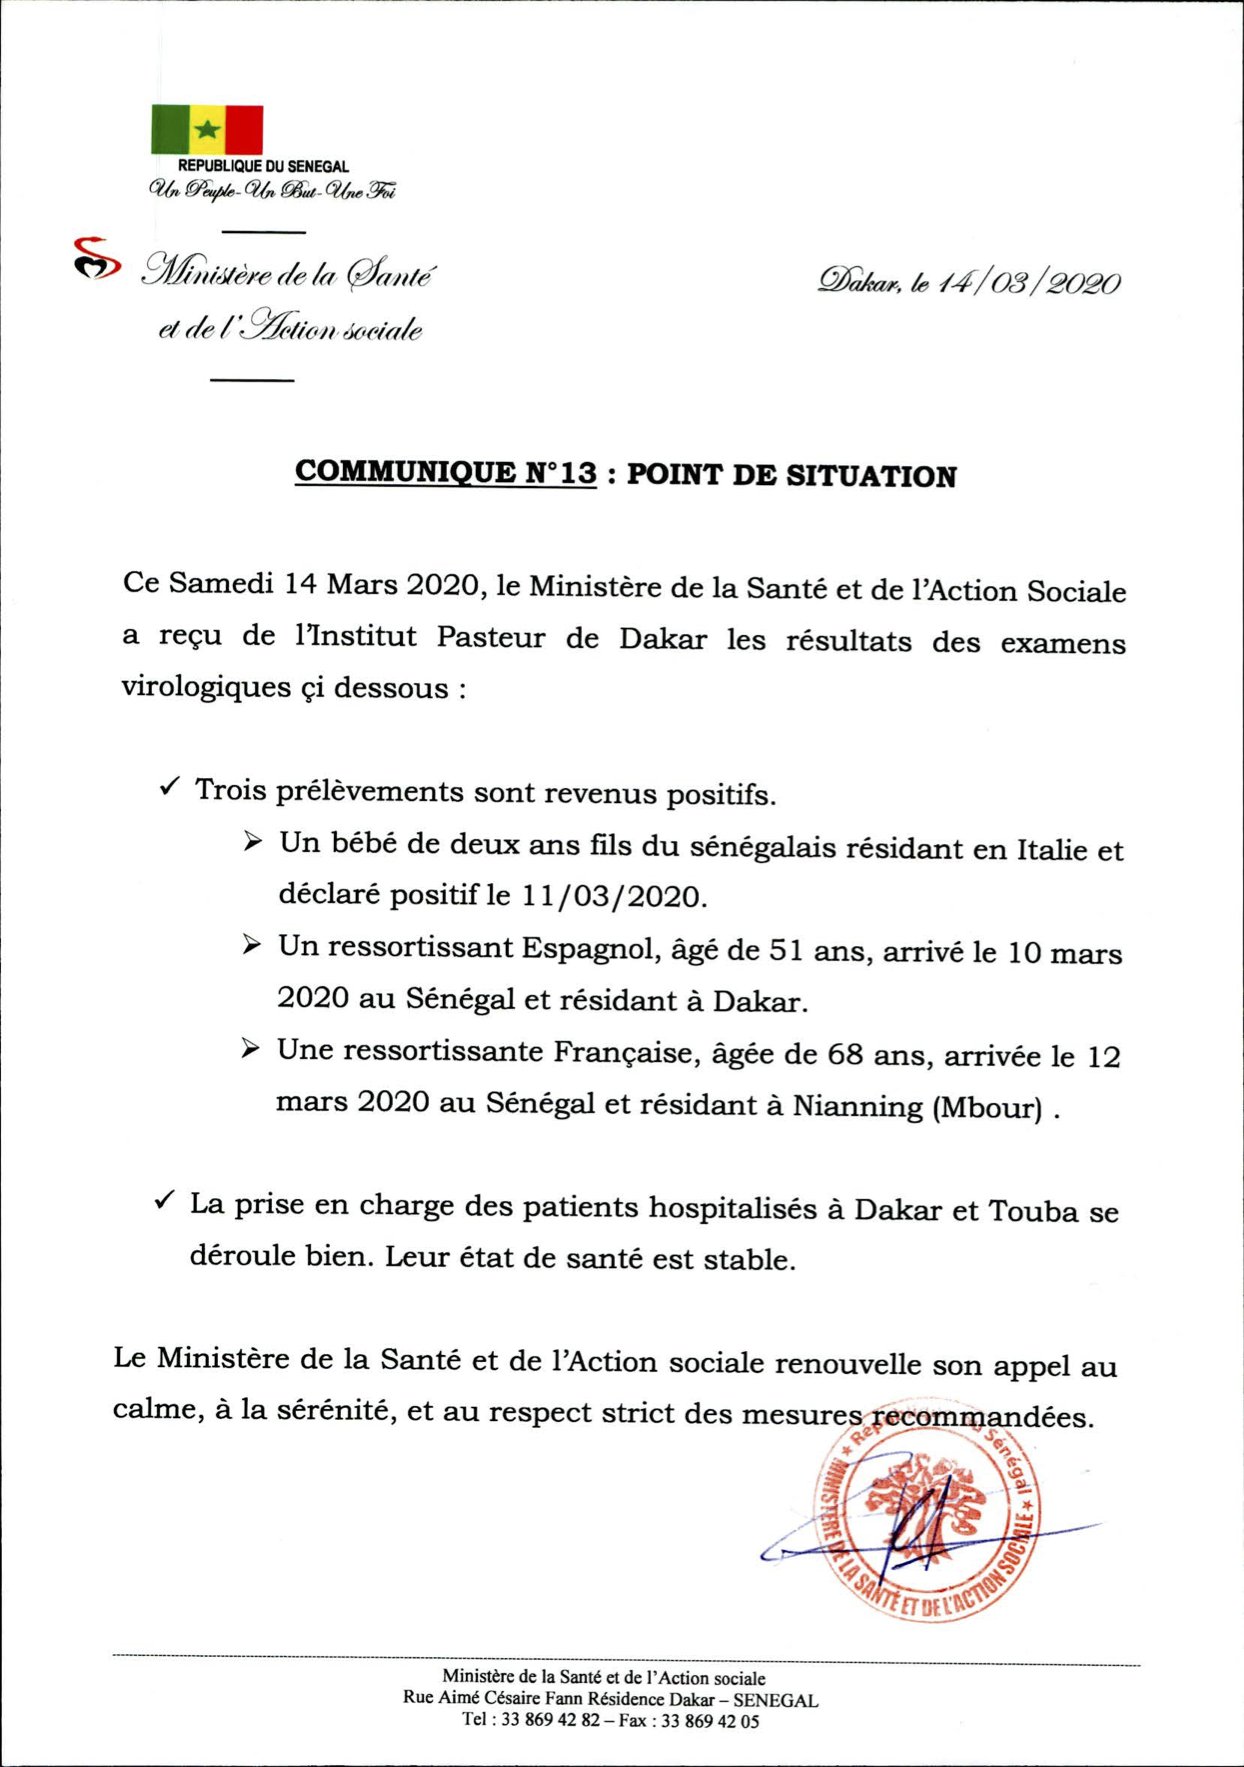 REPUBLIQUE DU SENEGAL
Un Peuple-Un But-Une Foi
Ministère de la Santé
et de l'Action sociale
Dakar, le 14/03/2020
COMMUNIQUE N°13 : POINT DE SITUATION
Ce Samedi 14 Mars 2020, le Ministère de la Santé et de l'Action Sociale
a reçu de l'Institut Pasteur de Dakar les résultats des examens
virologiques çi dessous :
✓ Trois prélèvements sont revenus positifs.
➢ Un bébé de deux ans fils du sénégalais résidant en Italie et
déclaré positif le 11/03/2020.
➢ Un ressortissant Espagnol, âgé de 51 ans, arrivé le 10 mars
2020 au Sénégal et résidant à Dakar.
➢ Une ressortissante Française, âgée de 68 ans, arrivée le 12
mars 2020 au Sénégal et résidant à Nianning (Mbour) .
✓ La prise en charge des patients hospitalisés à Dakar et Touba se
déroule bien. Leur état de santé est stable.
Le Ministère de la Santé et de l'Action sociale renouvelle son appel au
calme, à la sérénité, et au respect strict des mesures recommandées.
★ République du Sénégal ★
MINISTERE DE LA SANTÉ ET DE L'ACTION SOCIALE
Ministère de la Santé et de l'Action sociale
Rue Aimé Césaire Fann Résidence Dakar – SENEGAL
Tel : 33 869 42 82 – Fax : 33 869 42 05